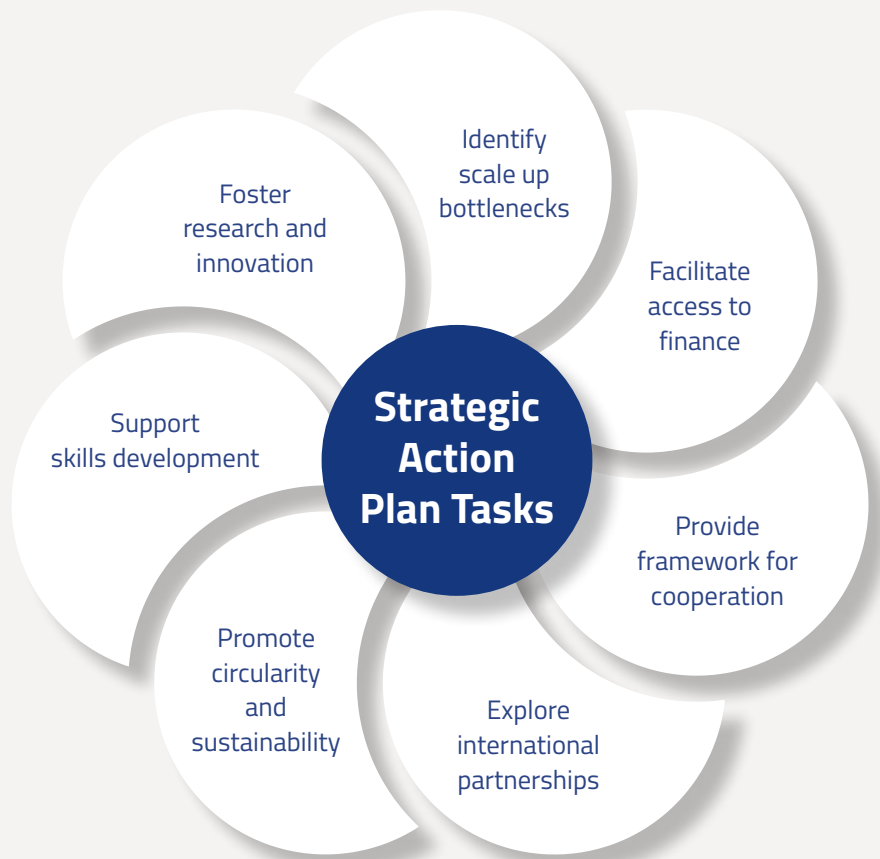 Identify
scale up
bottlenecks
Facilitate
access to
finance
Provide
framework for
cooperation
Explore
international
partnerships
Promote
circularity
and
sustainability
Support
skills development
Foster
research and
innovation
Strategic
Action
Plan Tasks